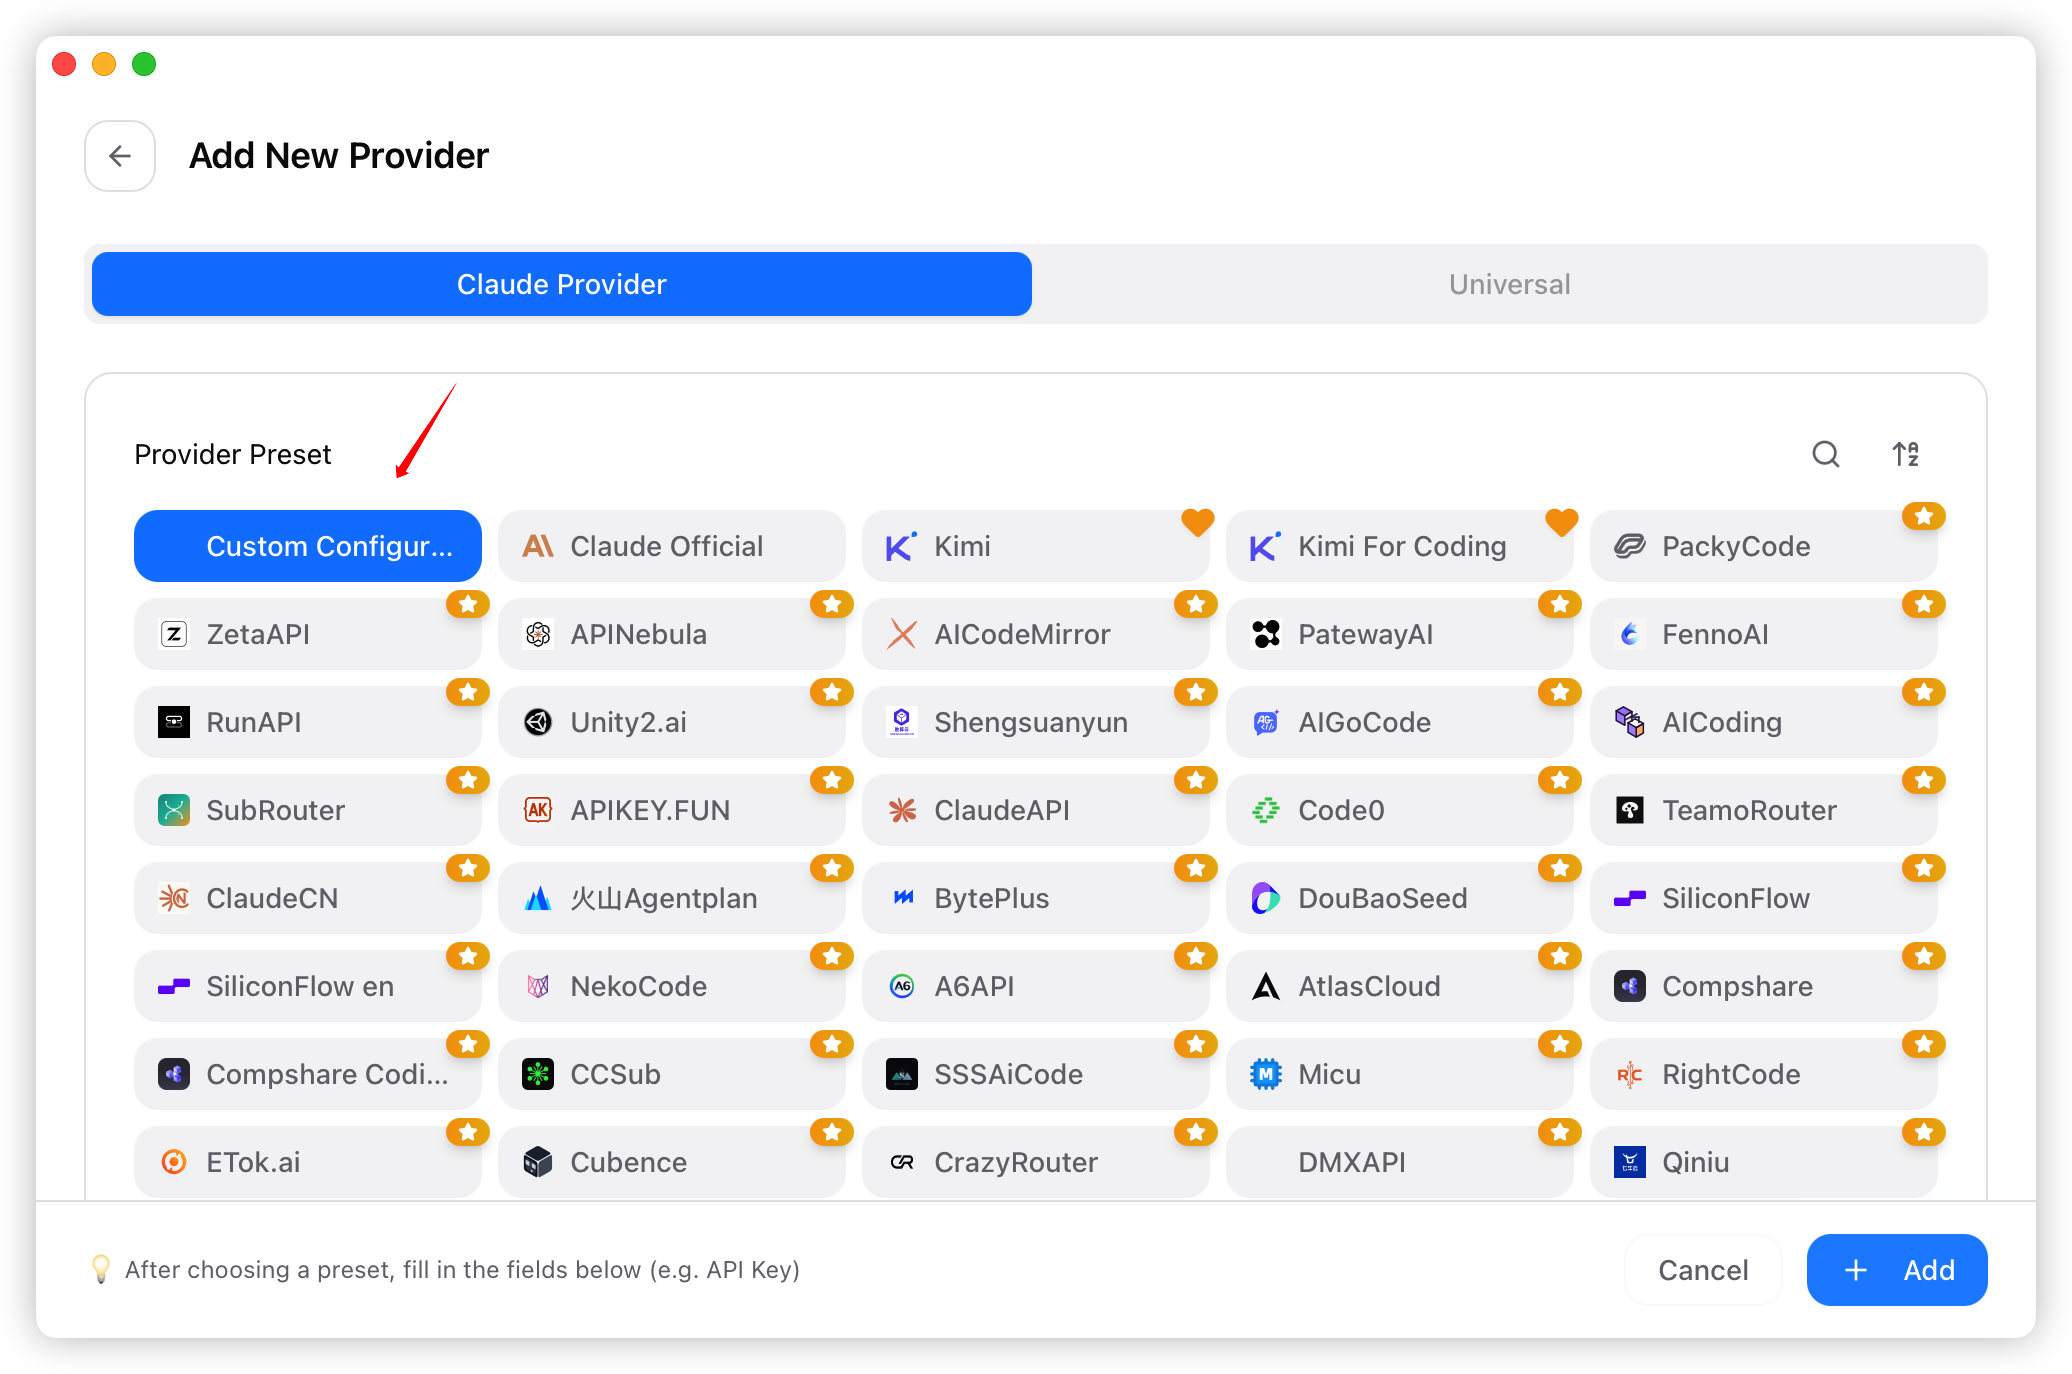 Add New Provider
Claude Provider
Universal
Provider Preset
Custom Configur...
Claude Official
Kimi
Kimi For Coding
PackyCode
ZetaAPI
APINebula
AICodeMirror
PatewayAI
FennoAI
RunAPI
Unity2.ai
Shengsuanyun
AIGoCode
AICoding
SubRouter
APIKEY.FUN
ClaudeAPI
Code0
TeamoRouter
ClaudeCN
火山Agentplan
BytePlus
DouBaoSeed
SiliconFlow
SiliconFlow en
NekoCode
A6API
AtlasCloud
Compshare
Compshare Codi...
CCSub
SSSAiCode
Micu
RightCode
ETok.ai
Cubence
CrazyRouter
DMXAPI
Qiniu
After choosing a preset, fill in the fields below (e.g. API Key)
Cancel
+ Add